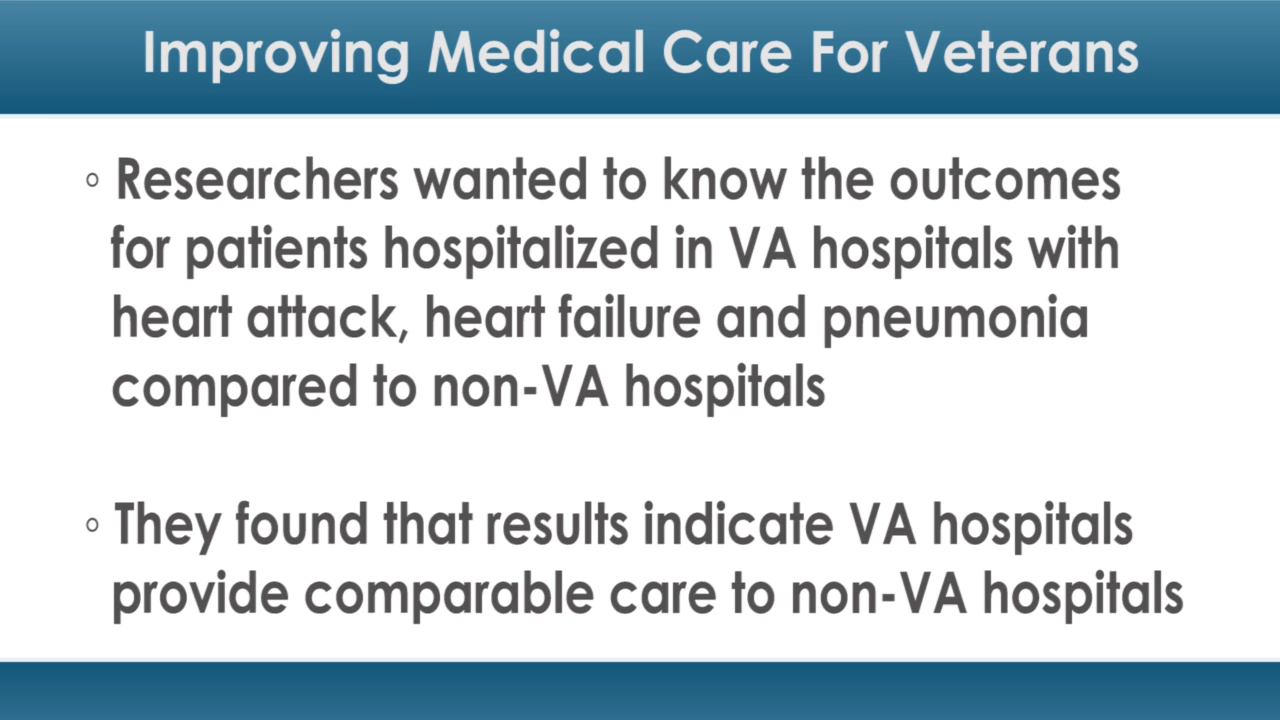 Improving Medical Care For Veterans
◦ Researchers wanted to know the outcomes
for patients hospitalized in VA hospitals with
heart attack, heart failure and pneumonia
compared to non-VA hospitals
◦ They found that results indicate VA hospitals
provide comparable care to non-VA hospitals